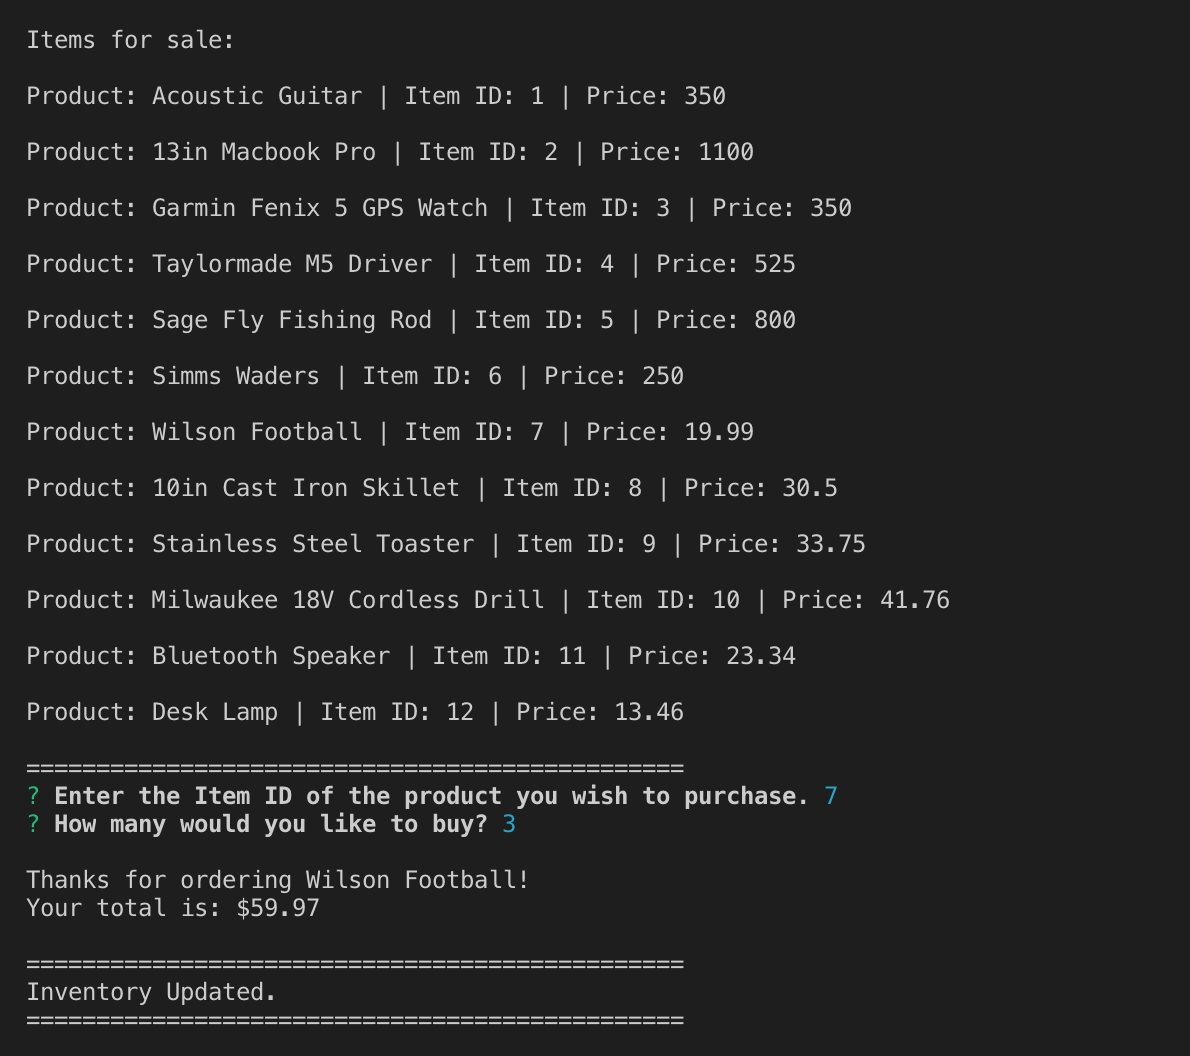 Items for sale:
Product: Acoustic Guitar | Item ID: 1 | Price: 350
Product: 13in Macbook Pro | Item ID: 2 | Price: 1100
Product: Garmin Fenix 5 GPS Watch | Item ID: 3 | Price: 350
Product: Taylormade M5 Driver | Item ID: 4 | Price: 525
Product: Sage Fly Fishing Rod | Item ID: 5 | Price: 800
Product: Simms Waders | Item ID: 6 | Price: 250
Product: Wilson Football | Item ID: 7 | Price: 19.99
Product: 10in Cast Iron Skillet | Item ID: 8 | Price: 30.5
Product: Stainless Steel Toaster | Item ID: 9 | Price: 33.75
Product: Milwaukee 18V Cordless Drill | Item ID: 10 | Price: 41.76
Product: Bluetooth Speaker | Item ID: 11 | Price: 23.34
Product: Desk Lamp | Item ID: 12 | Price: 13.46
===============================================
? Enter the Item ID of the product you wish to purchase. 7
? How many would you like to buy? 3
Thanks for ordering Wilson Football!
Your total is: $59.97
===============================================
Inventory Updated.
===============================================